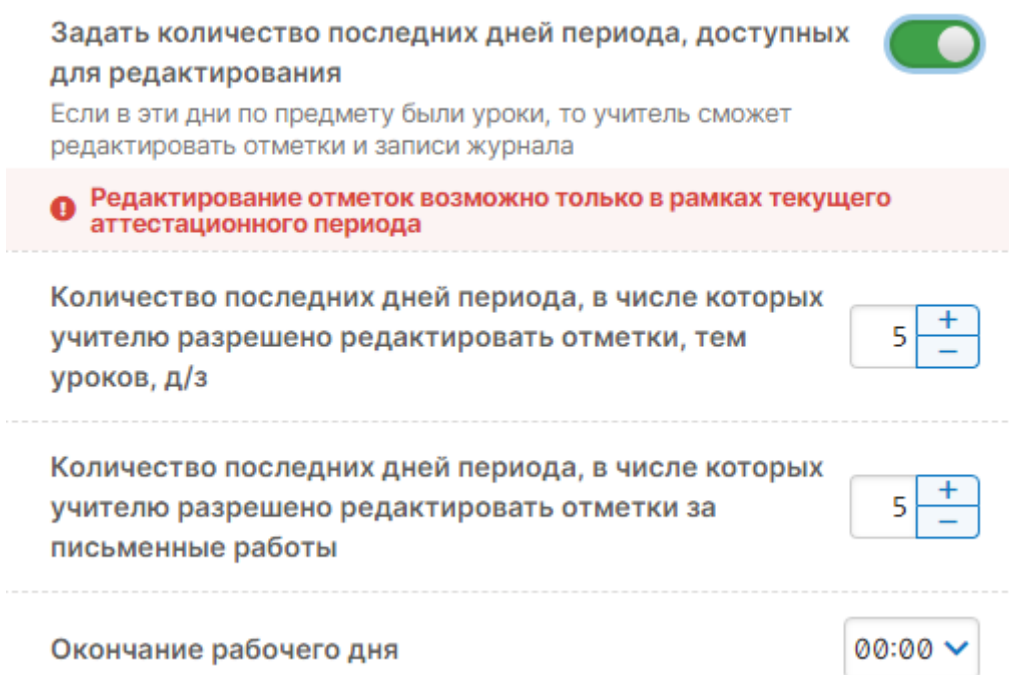 Задать количество последних дней периода, доступных
для редактирования
Если в эти дни по предмету были уроки, то учитель сможет
редактировать отметки и записи журнала
Редактирование отметок возможно только в рамках текущего
аттестационного периода
Количество последних дней периода, в числе которых
учителю разрешено редактировать отметки, тем
уроков, д/з
5
Количество последних дней периода, в числе которых
учителю разрешено редактировать отметки за
письменные работы
5
Окончание рабочего дня
00:00